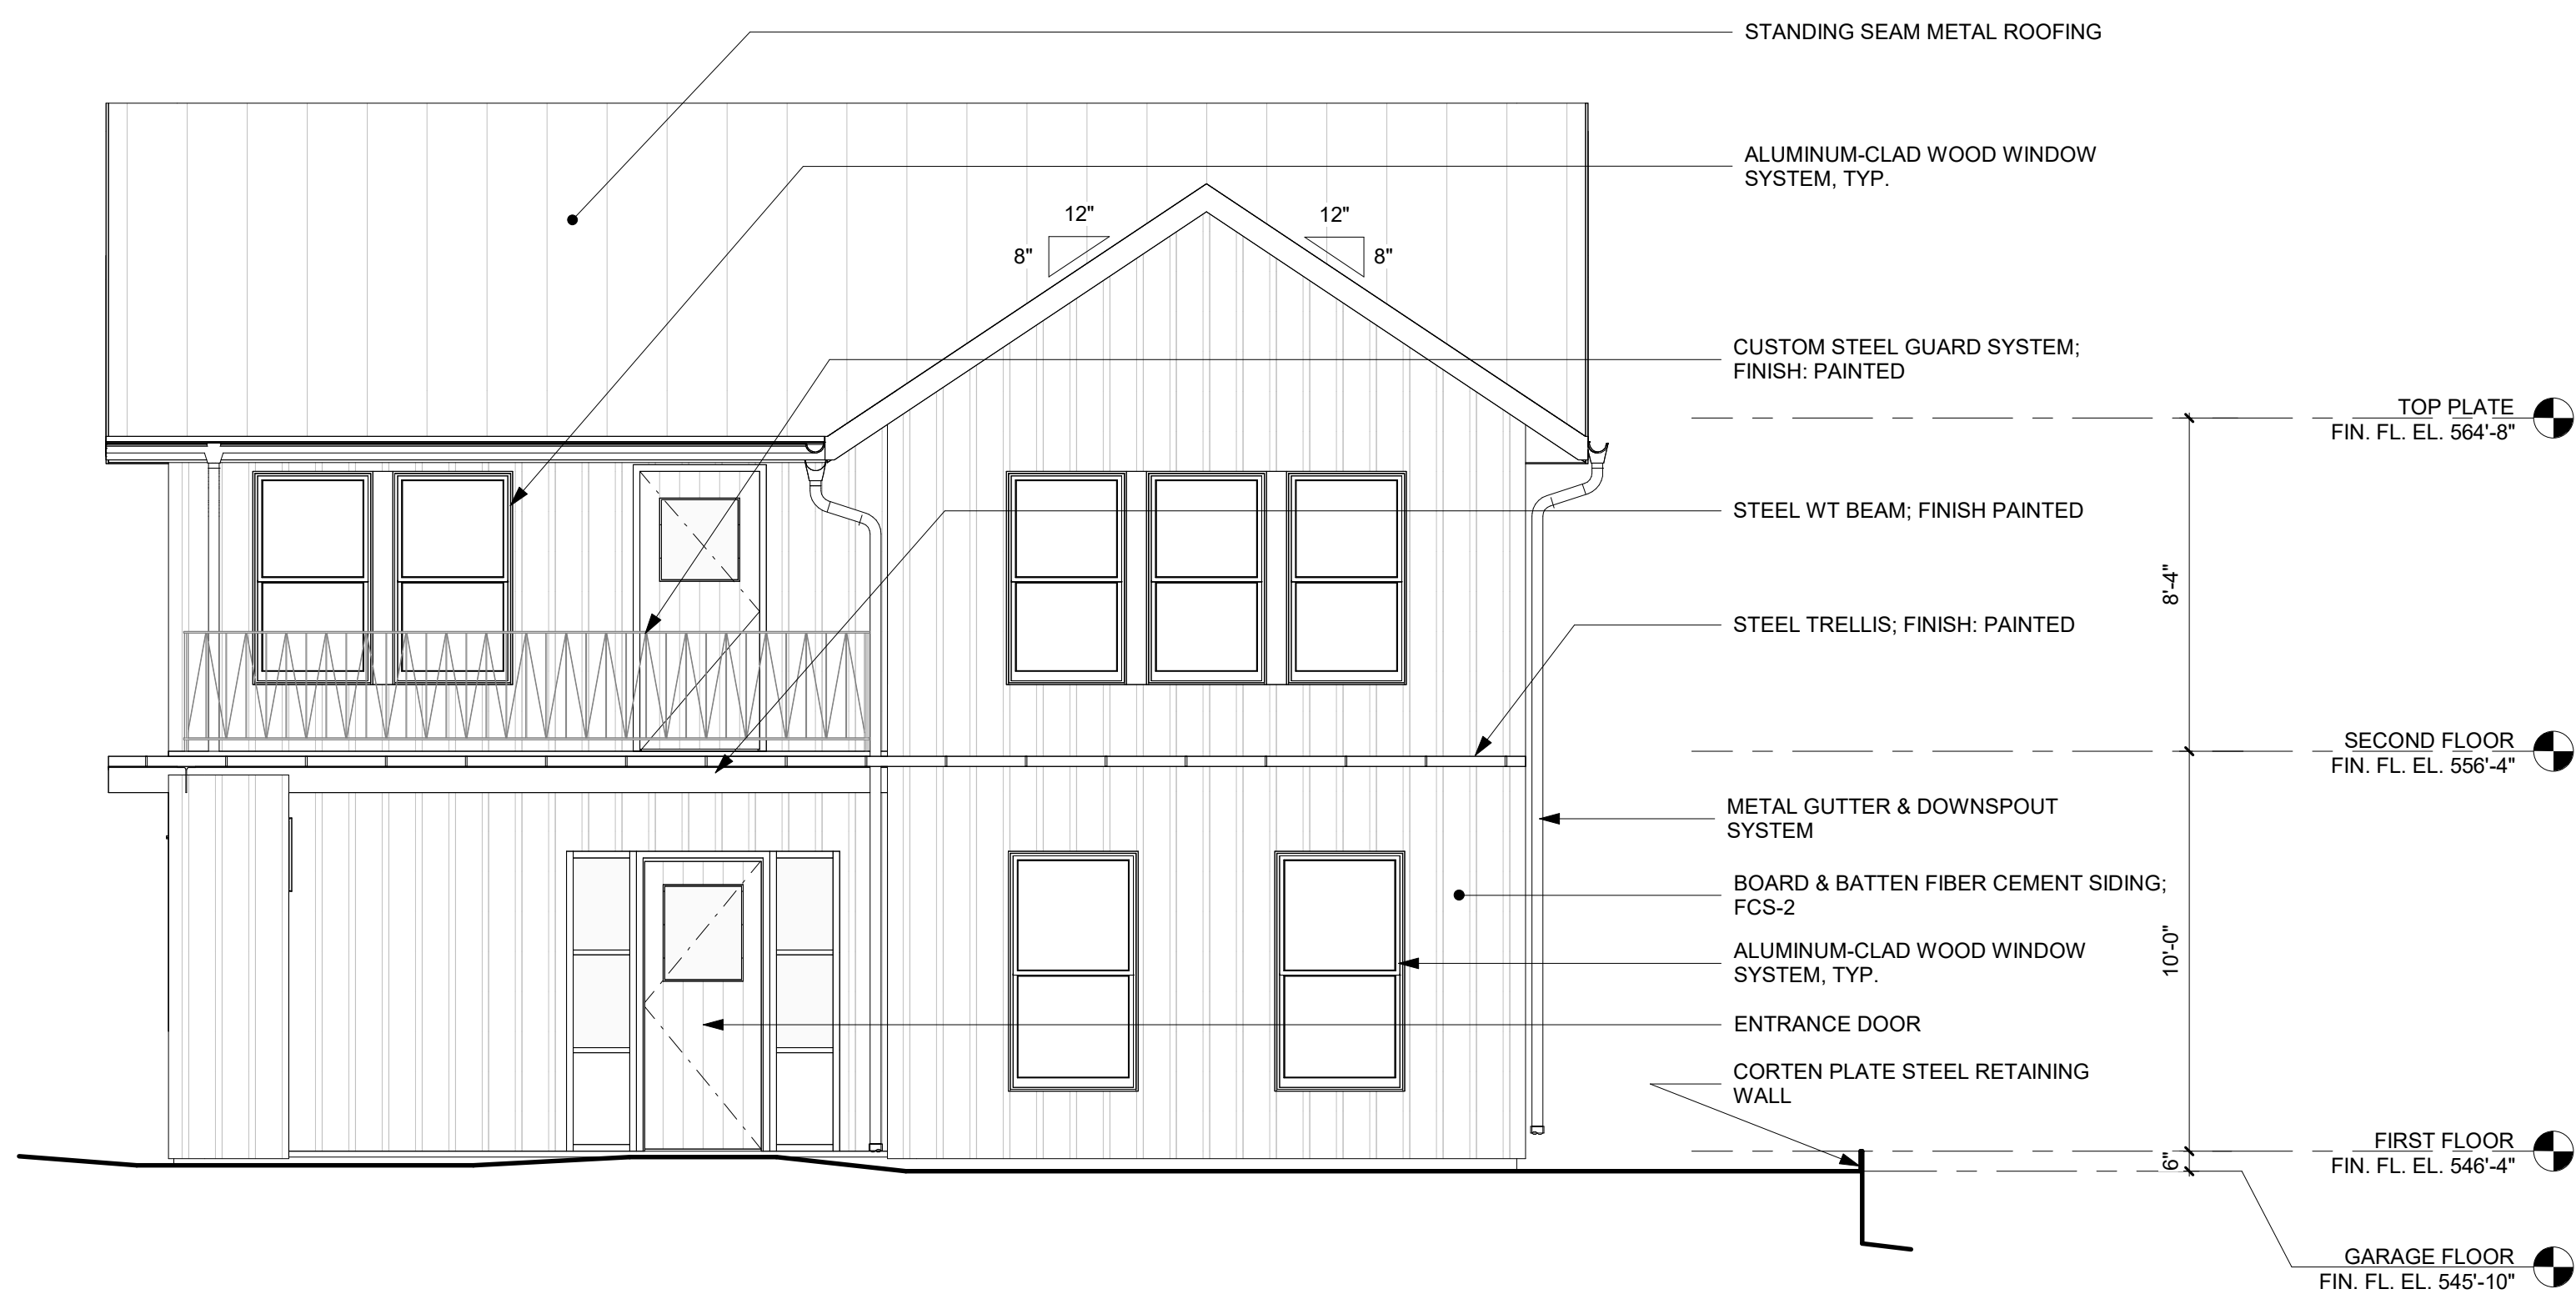 STANDING SEAM METAL ROOFING
ALUMINUM-CLAD WOOD WINDOW
SYSTEM, TYP.
12"
12"
8"
8"
CUSTOM STEEL GUARD SYSTEM;
FINISH: PAINTED
TOP PLATE
FIN. FL. EL. 564'-8"
STEEL WT BEAM; FINISH PAINTED
8'-4"
STEEL TRELLIS; FINISH: PAINTED
SECOND FLOOR
FIN. FL. EL. 556'-4"
METAL GUTTER & DOWNSPOUT
SYSTEM
BOARD & BATTEN FIBER CEMENT SIDING;
FCS-2
10'-0"
ALUMINUM-CLAD WOOD WINDOW
SYSTEM, TYP.
ENTRANCE DOOR
CORTEN PLATE STEEL RETAINING
WALL
FIRST FLOOR
FIN. FL. EL. 546'-4"
6"
GARAGE FLOOR
FIN. FL. EL. 545'-10"